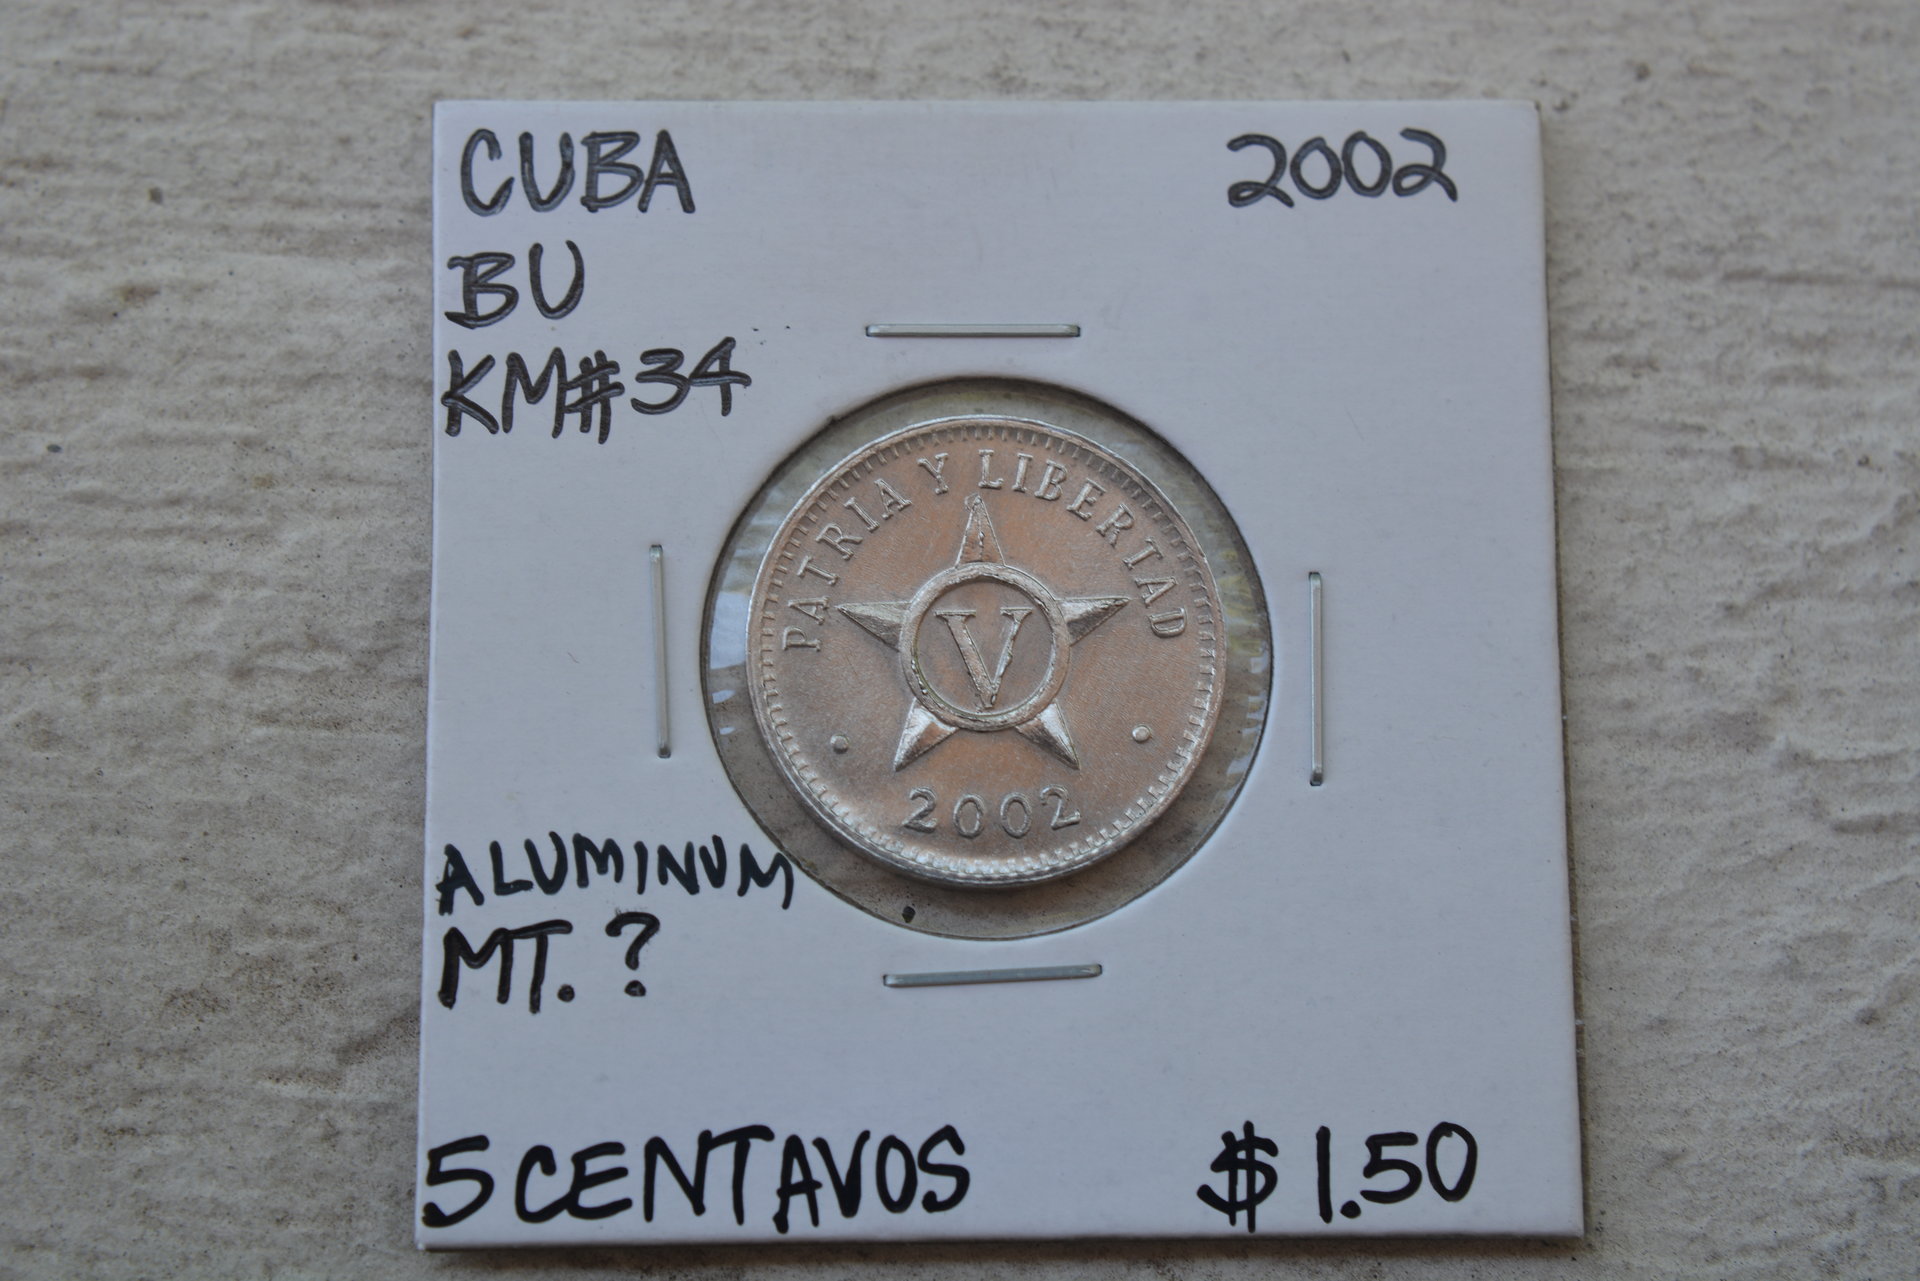 CUBA 2002
BU
KM#34
PATRIA Y LIBERTAD
V
2002
ALUMINUM
MT. ?
5 CENTAVOS $1.50